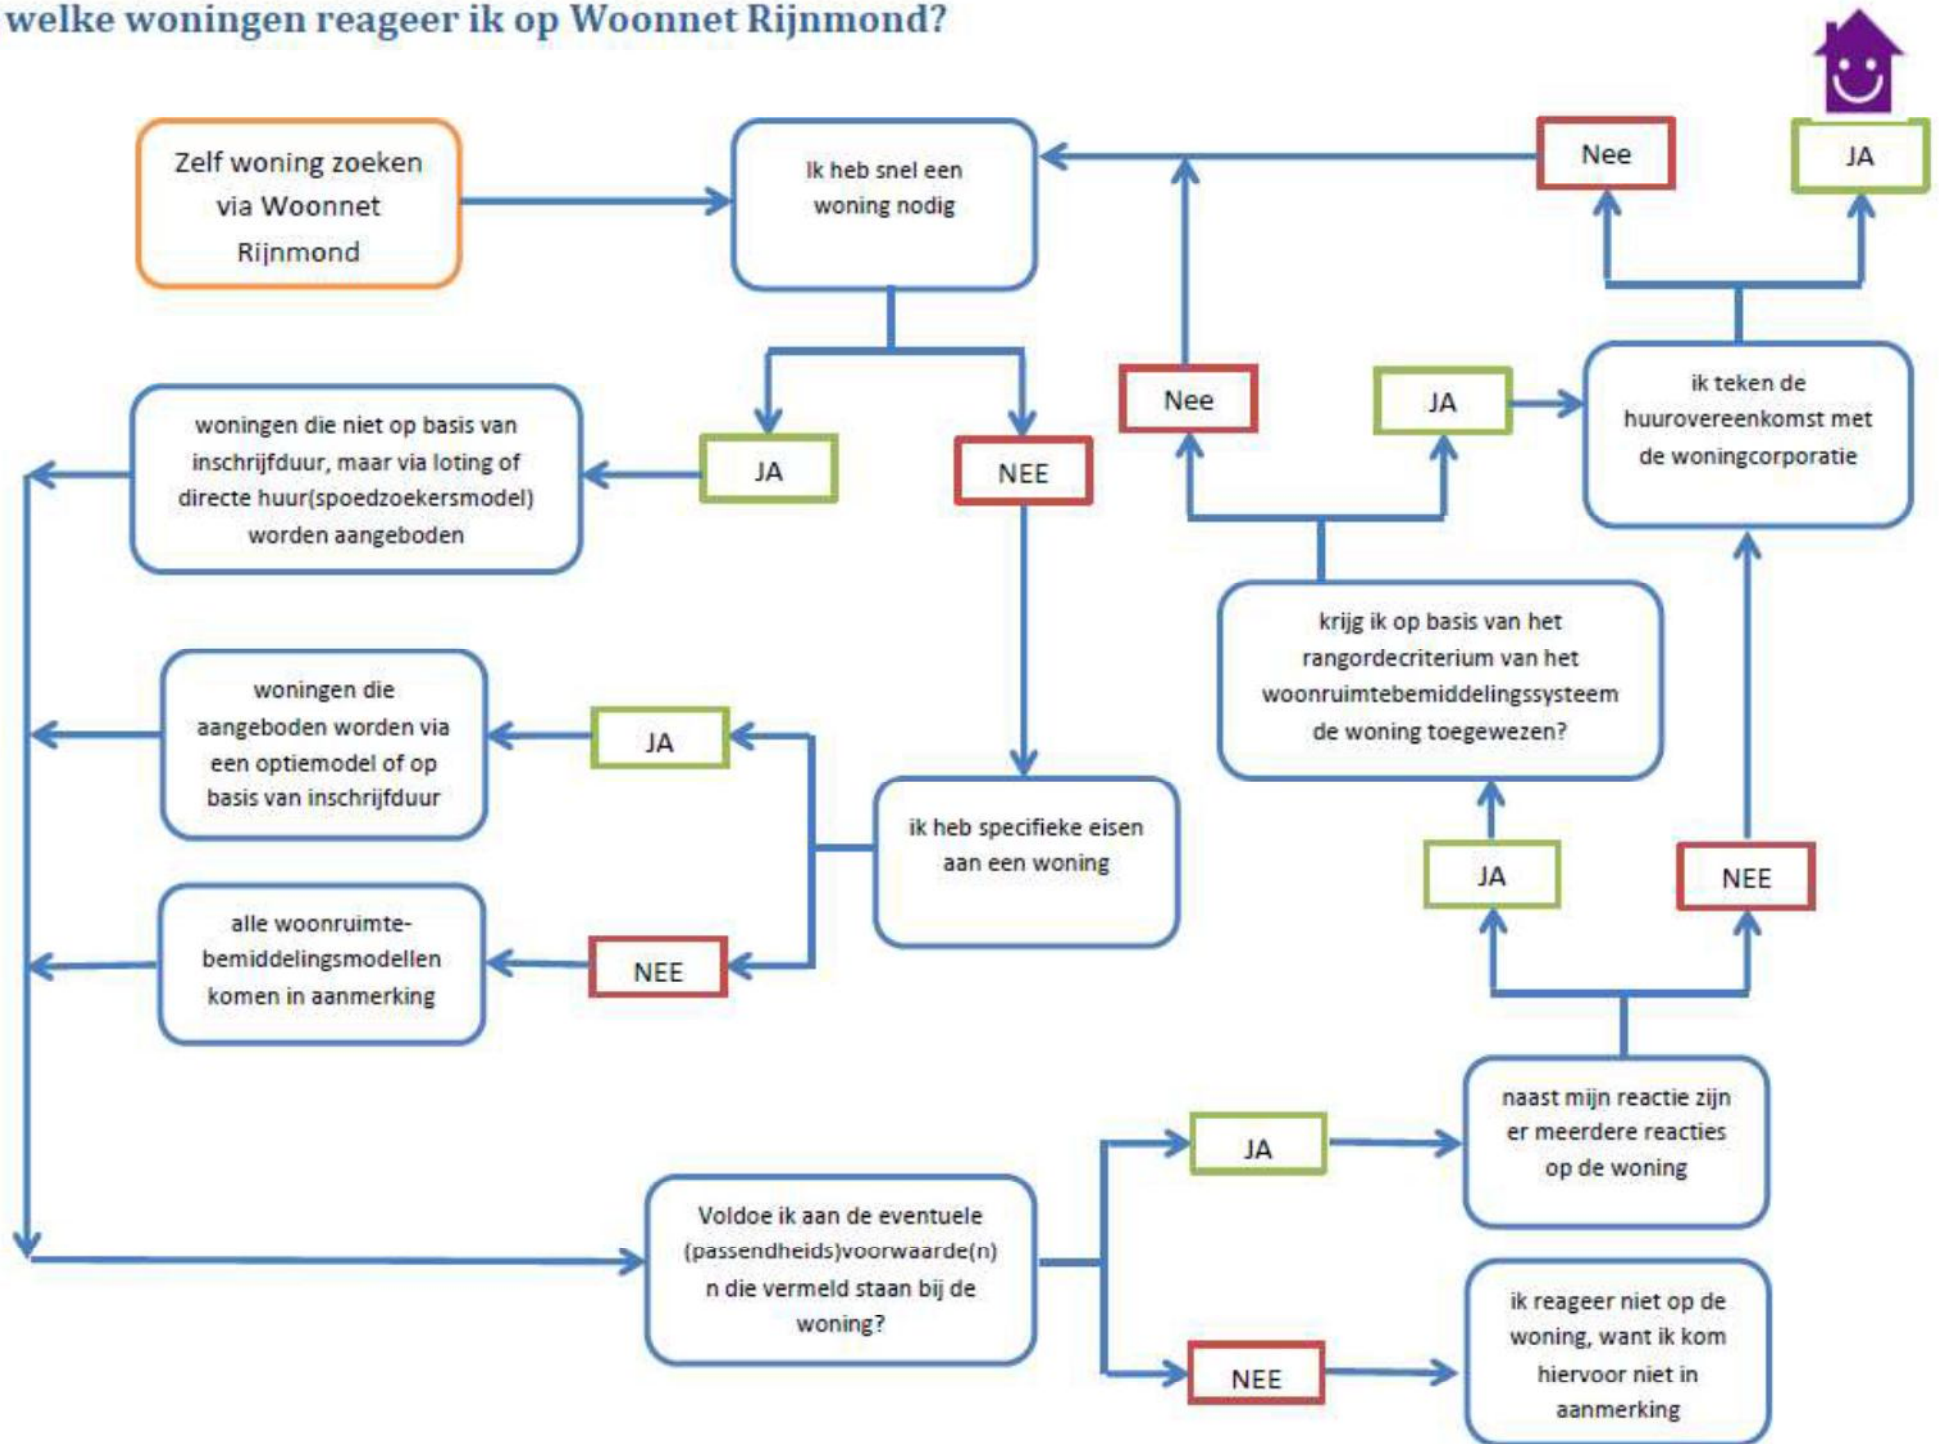 welke woningen reageer ik op Woonnet Rijnmond?
Zelf woning zoeken
via Woonnet
Rijnmond
Ik heb snel een
woning nodig
Nee
JA
woningen die niet op basis van
inschrijfduur, maar via loting of
directe huur(spoedzoekersmodel)
worden aangeboden
JA
NEE
Nee
JA
ik teken de
huurovereenkomst met
de woningcorporatie
woningen die
aangeboden worden via
een optiemodel of op
basis van inschrijfduur
JA
krijg ik op basis van het
rangordecriterium van het
woonruimtebemiddelingssysteem
de woning toegewezen?
ik heb specifieke eisen
aan een woning
JA
NEE
alle woonruimte-
bemiddelingsmodellen
komen in aanmerking
NEE
naast mijn reactie zijn
er meerdere reacties
op de woning
JA
Voldoe ik aan de eventuele
(passendheids)voorwaarde(n)
n die vermeld staan bij de
woning?
NEE
ik reageer niet op de
woning, want ik kom
hiervoor niet in
aanmerking